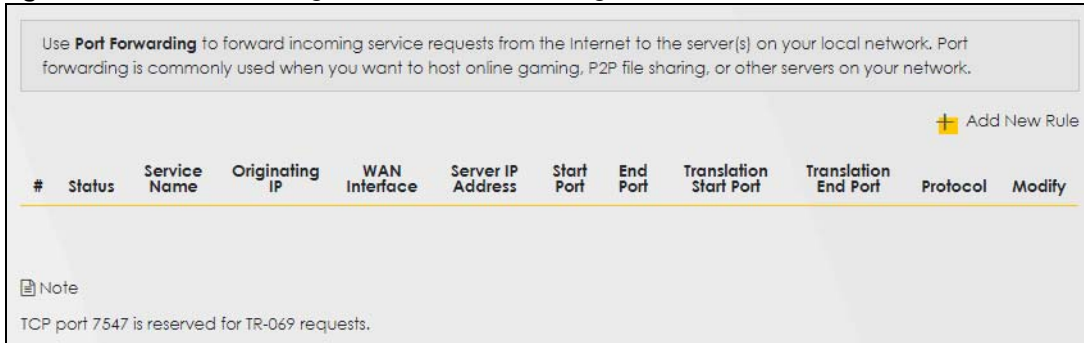 Use Port Forwarding to forward incoming service requests from the Internet to the server(s) on your local network. Port
forwarding is commonly used when you want to host online gaming, P2P file sharing, or other servers on your network.
Add New Rule
# Status Service Name Originating IP WAN Interface Server IP Address Start Port End Port Translation Start Port Translation End Port Protocol Modify
Note
TCP port 7547 is reserved for TR-069 requests.